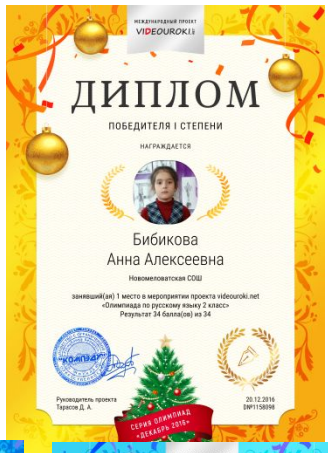 МЕЖДУНАРОДНЫЙ ПРОЕКТ
VIDEOUROKI
ДИПЛОМ
ПОБЕДИТЕЛЯ I СТЕПЕНИ
НАГРАЖДАЕТСЯ
Бибикова
Анна Алексеевна
Новомеловатская СОШ
занявший(ая) 1 место в мероприятии проекта videouroki.net
«Олимпиада по русскому языку 2 класс»
Результат 34 балла(ов) из 34
"КОМПЭДУ"
Руководитель проекта
Тарасов Д. А.
СЕРИЯ ОЛИМПИАД
«ДЕКАБРЬ 2016»
20.12.2016
DNP1158098